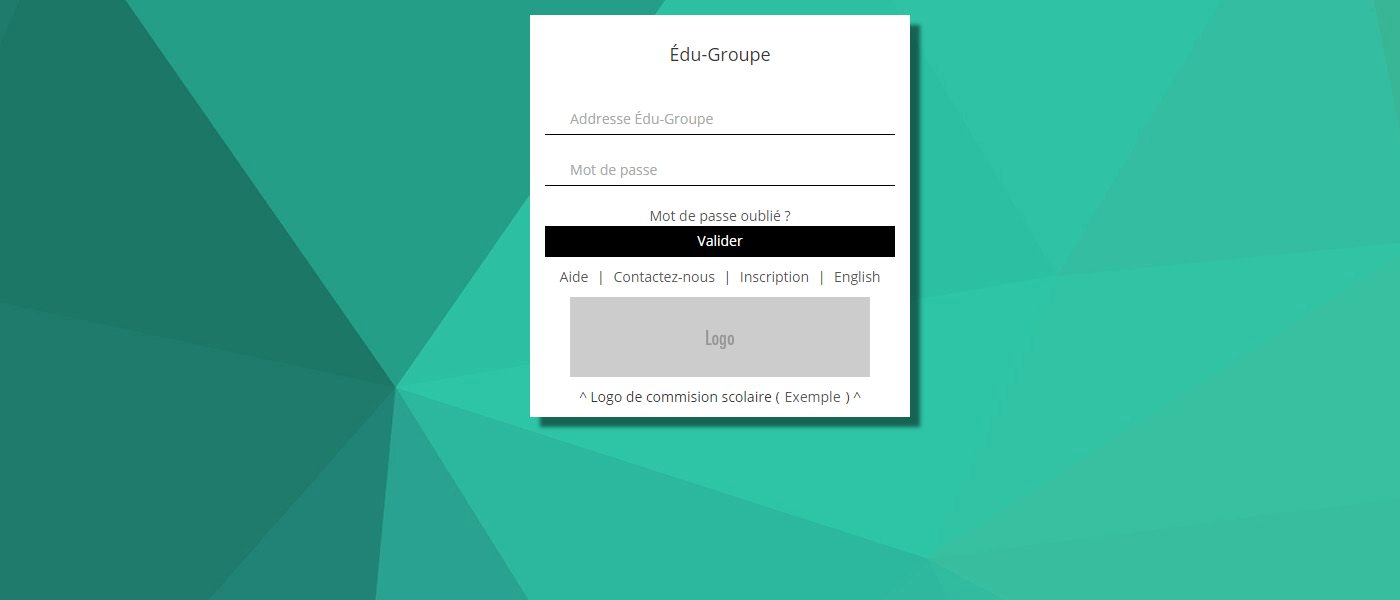 Édu-Groupe
Addresse Édu-Groupe
Mot de passe
Mot de passe oublié ?
Valider
Aide | Contactez-nous | Inscription | English
Logo
^ Logo de commision scolaire ( Exemple ) ^